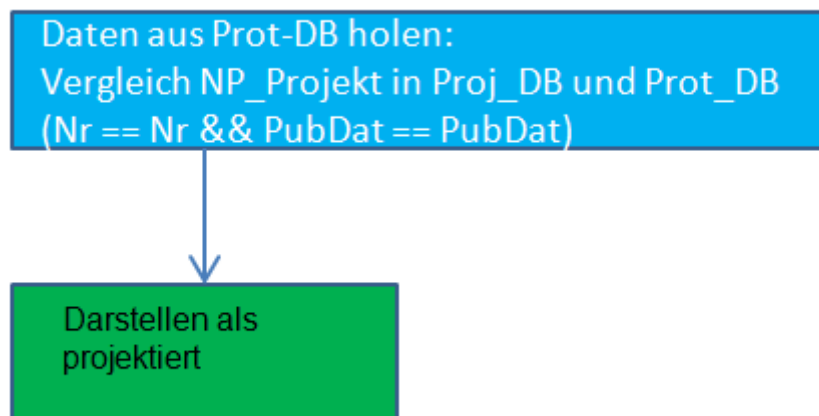 Daten aus Prot-DB holen:
Vergleich NP_Projekt in Proj_DB und Prot_DB
(Nr == Nr && PubDat == PubDat)
Darstellen als
projektiert